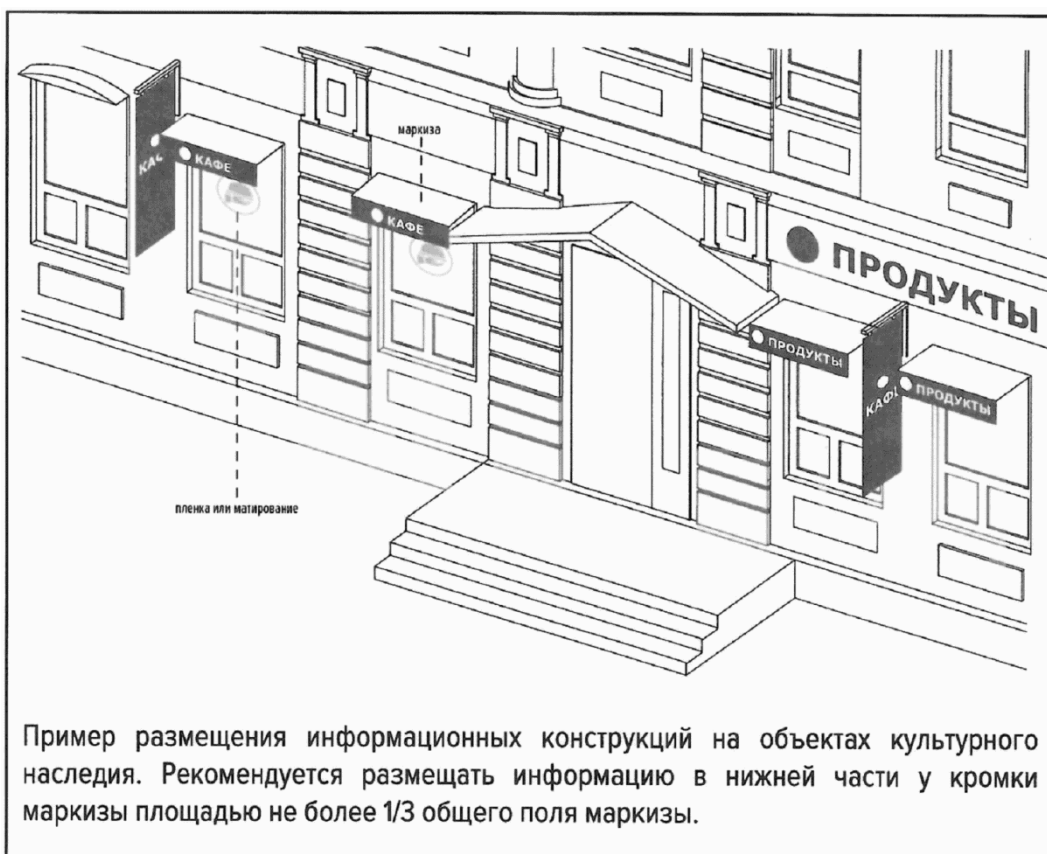 маркиза
КАФЕ
КАФЕ
ПРОДУКТЫ
ПРОДУКТЫ
КАФЕ
ПРОДУКТЫ
пленка или матирование
Пример размещения информационных конструкций на объектах культурного
наследия. Рекомендуется размещать информацию в нижней части у кромки
маркизы площадью не более 1/3 общего поля маркизы.